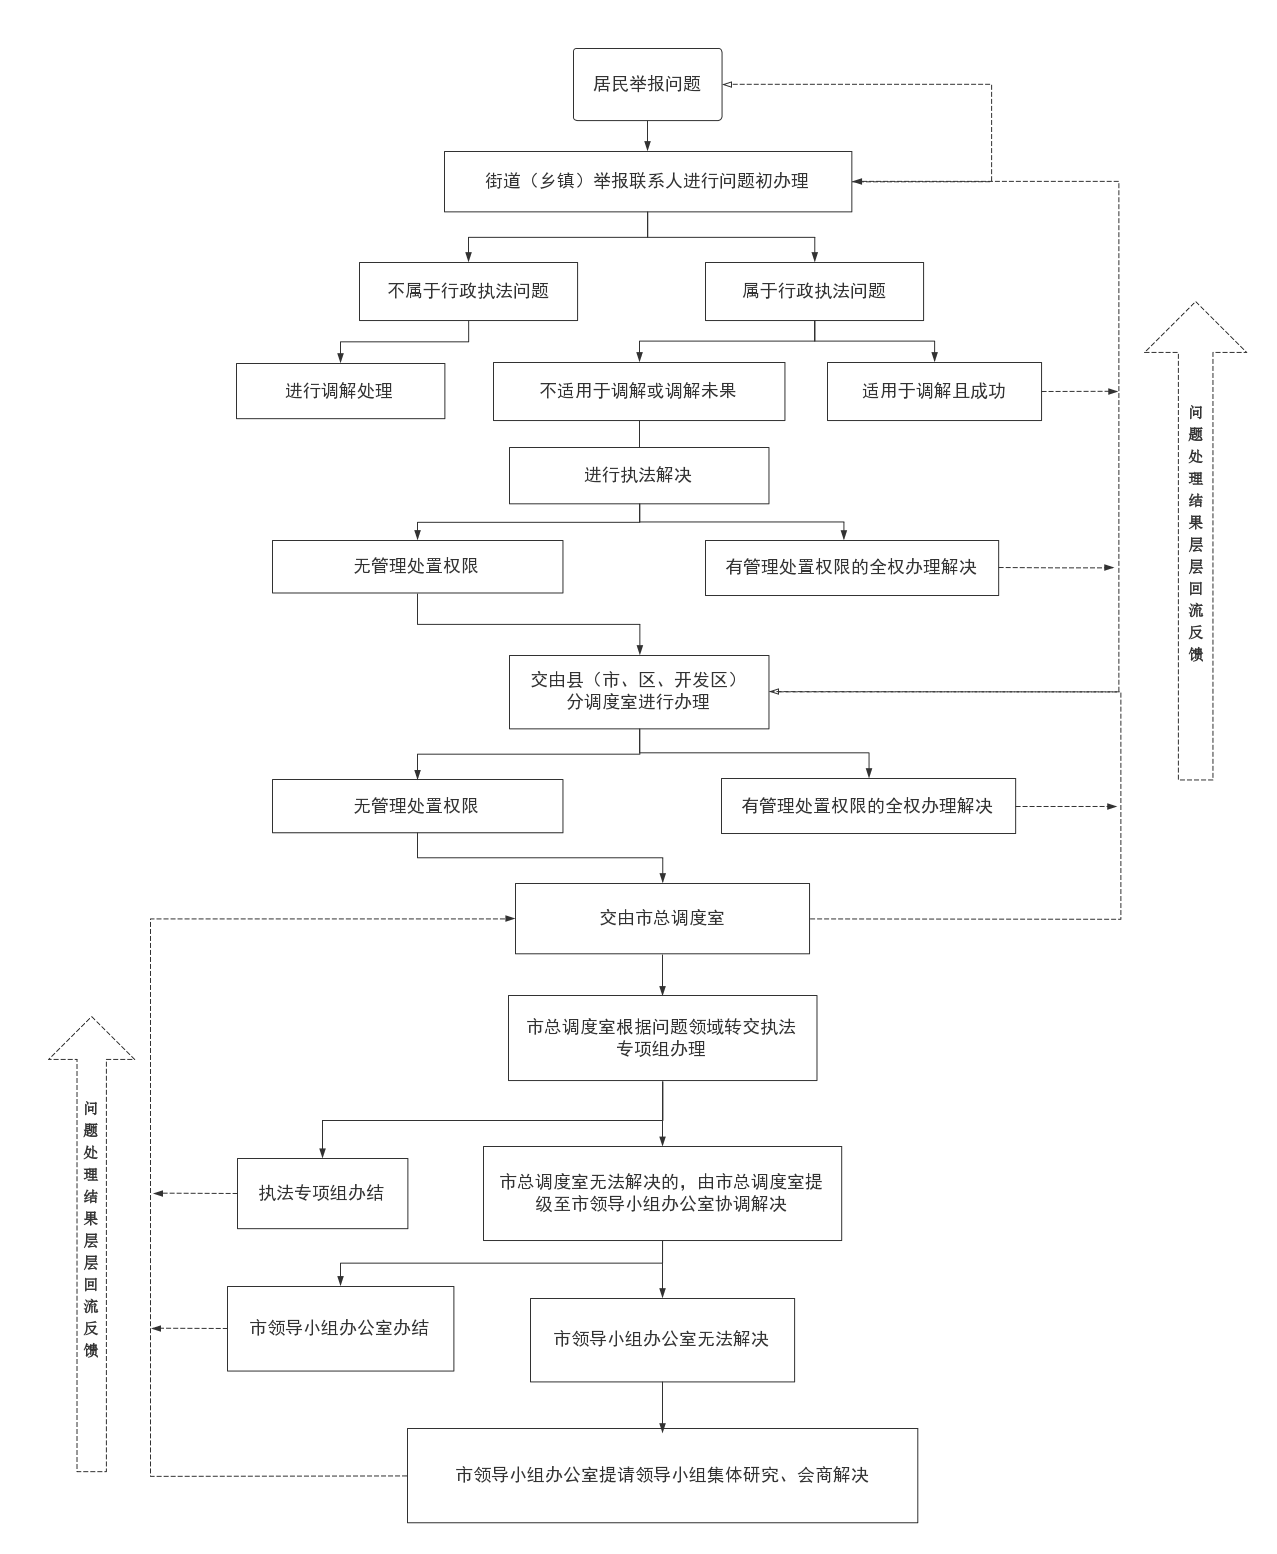 居民举报问题
街道（乡镇）举报联系人进行问题初办理
不属于行政执法问题
属于行政执法问题
进行调解处理
不适用于调解或调解未果
适用于调解且成功
进行执法解决
无管理处置权限
有管理处置权限的全权办理解决
交由县（市、区、开发区）
分调度室进行办理
无管理处置权限
有管理处置权限的全权办理解决
交由市总调度室
市总调度室根据问题领域转交执法
专项组办理
执法专项组办结
市总调度室无法解决的，由市总调度室提
级至市领导小组办公室协调解决
市领导小组办公室办结
市领导小组办公室无法解决
市领导小组办公室提请领导小组集体研究、会商解决
问题处理结果层层回流反馈
问题处理结果层层回流反馈